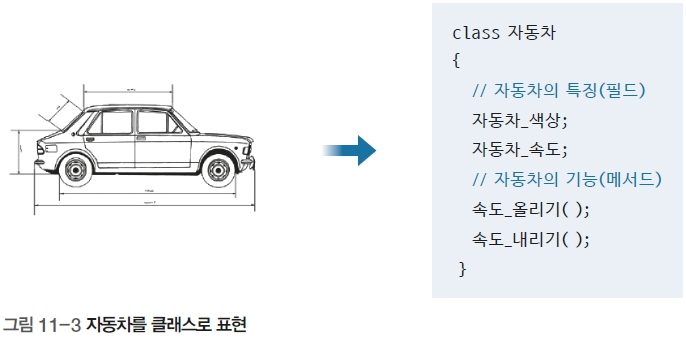 class 자동차
{
// 자동차의 특징(필드)
자동차_색상;
자동차_속도;
// 자동차의 기능(메서드)
속도_올리기( );
속도_내리기( );
}
그림 11-3 자동차를 클래스로 표현